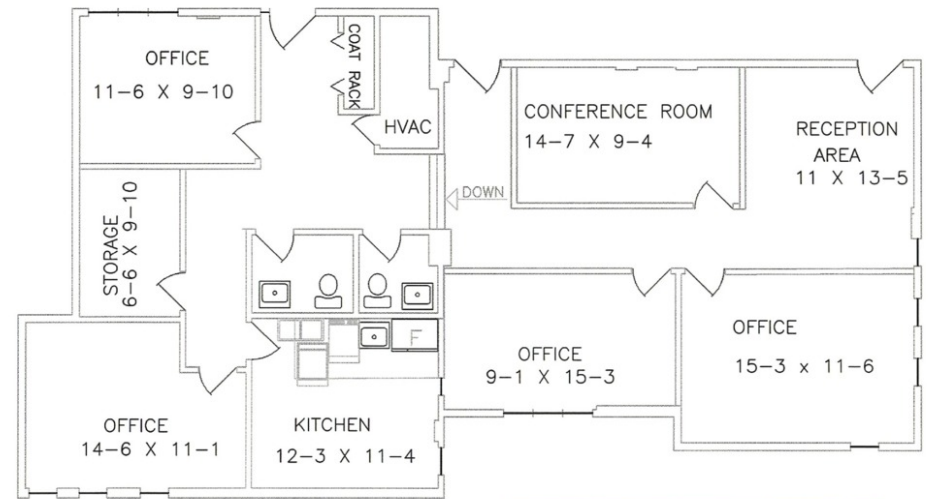 OFFICE
11-6 X 9-10
COAT RACK
HVAC
CONFERENCE ROOM
14-7 X 9-4
RECEPTION
AREA
11 X 13-5
DOWN
STORAGE
6-6 X 9-10
F
OFFICE
9-1 X 15-3
OFFICE
15-3 x 11-6
OFFICE
14-6 X 11-1
KITCHEN
12-3 X 11-4